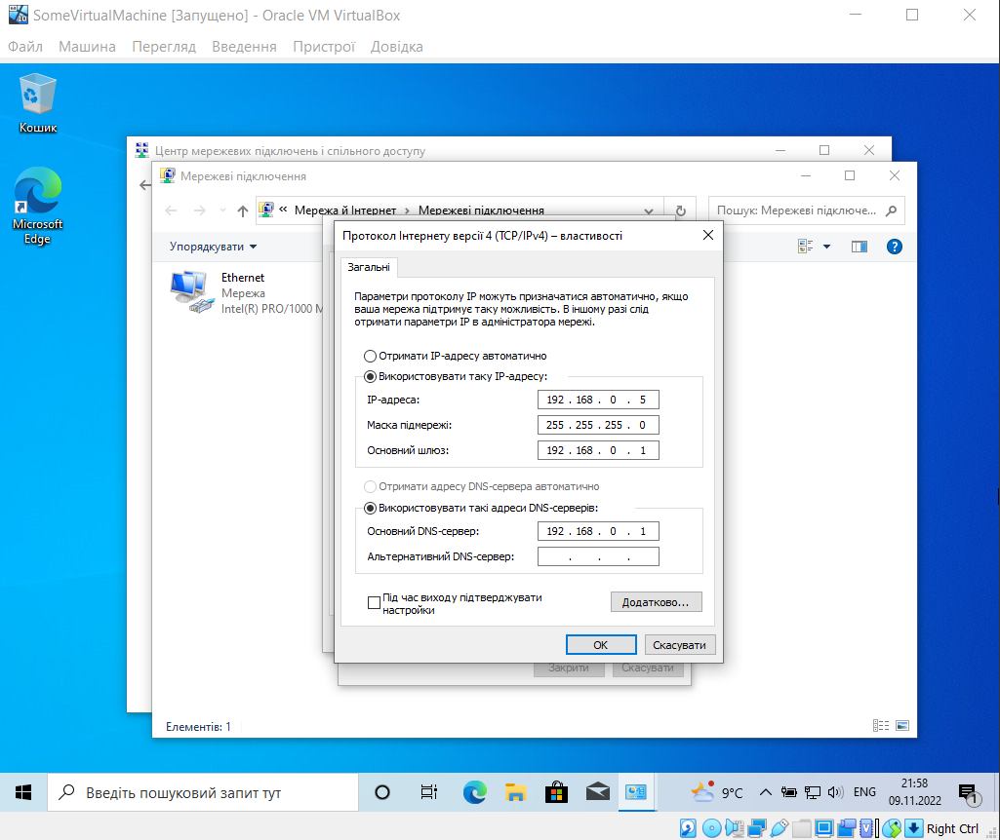 SomeVirtualMachine [Запущено] - Oracle VM VirtualBox
Файл Машина Перегляд Введення Пристрої Довідка
Кошик
Microsoft
Edge
Центр мережевих підключень і спільного доступу
Мережеві підключення
« Мережа й Інтернет › Мережеві підключення
Пошук: Мережеві підключе...
Упорядкувати
Ethernet
Мережа
Intel(R) PRO/1000 M
Протокол Інтернету версії 4 (TCP/IPv4) – властивості
Загальні
Параметри протоколу IP можуть призначатися автоматично, якщо
ваша мережа підтримує таку можливість. В іншому разі слід
отримати параметри IP в адміністратора мережі.
Отримати IP-адресу автоматично
Використовувати таку IP-адресу:
IP-адреса: 192 . 168 . 0 . 5
Маска підмережі: 255 . 255 . 255 . 0
Основний шлюз: 192 . 168 . 0 . 1
Отримати адресу DNS-сервера автоматично
Використовувати такі адреси DNS-серверів:
Основний DNS-сервер: 192 . 168 . 0 . 1
Альтернативний DNS-сервер: . . .
Під час виходу підтверджувати
настройки
Додатково...
OK Скасувати
Закрити Скасувати
Елементів: 1
Введіть пошуковий запит тут
9°C
ENG
21:58
09.11.2022
1
Right Ctrl